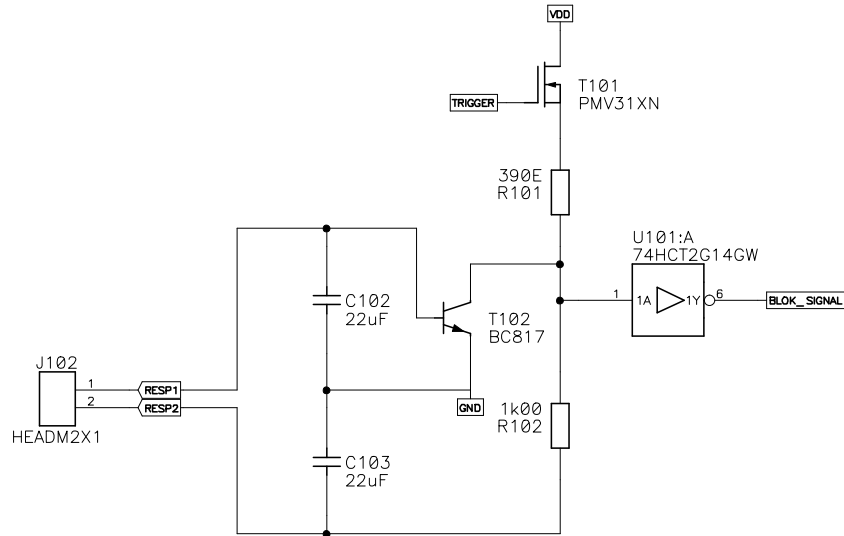 VDD
T101
PMV31XN
TRIGGER
390E
R101
U101:A
74HCT2G14GW
1
1A
1Y
6
BLOK_SIGNAL
C102
22uF
T102
BC817
J102
1
2
RESP1
RESP2
HEADM2X1
GND
1k00
R102
C103
22uF